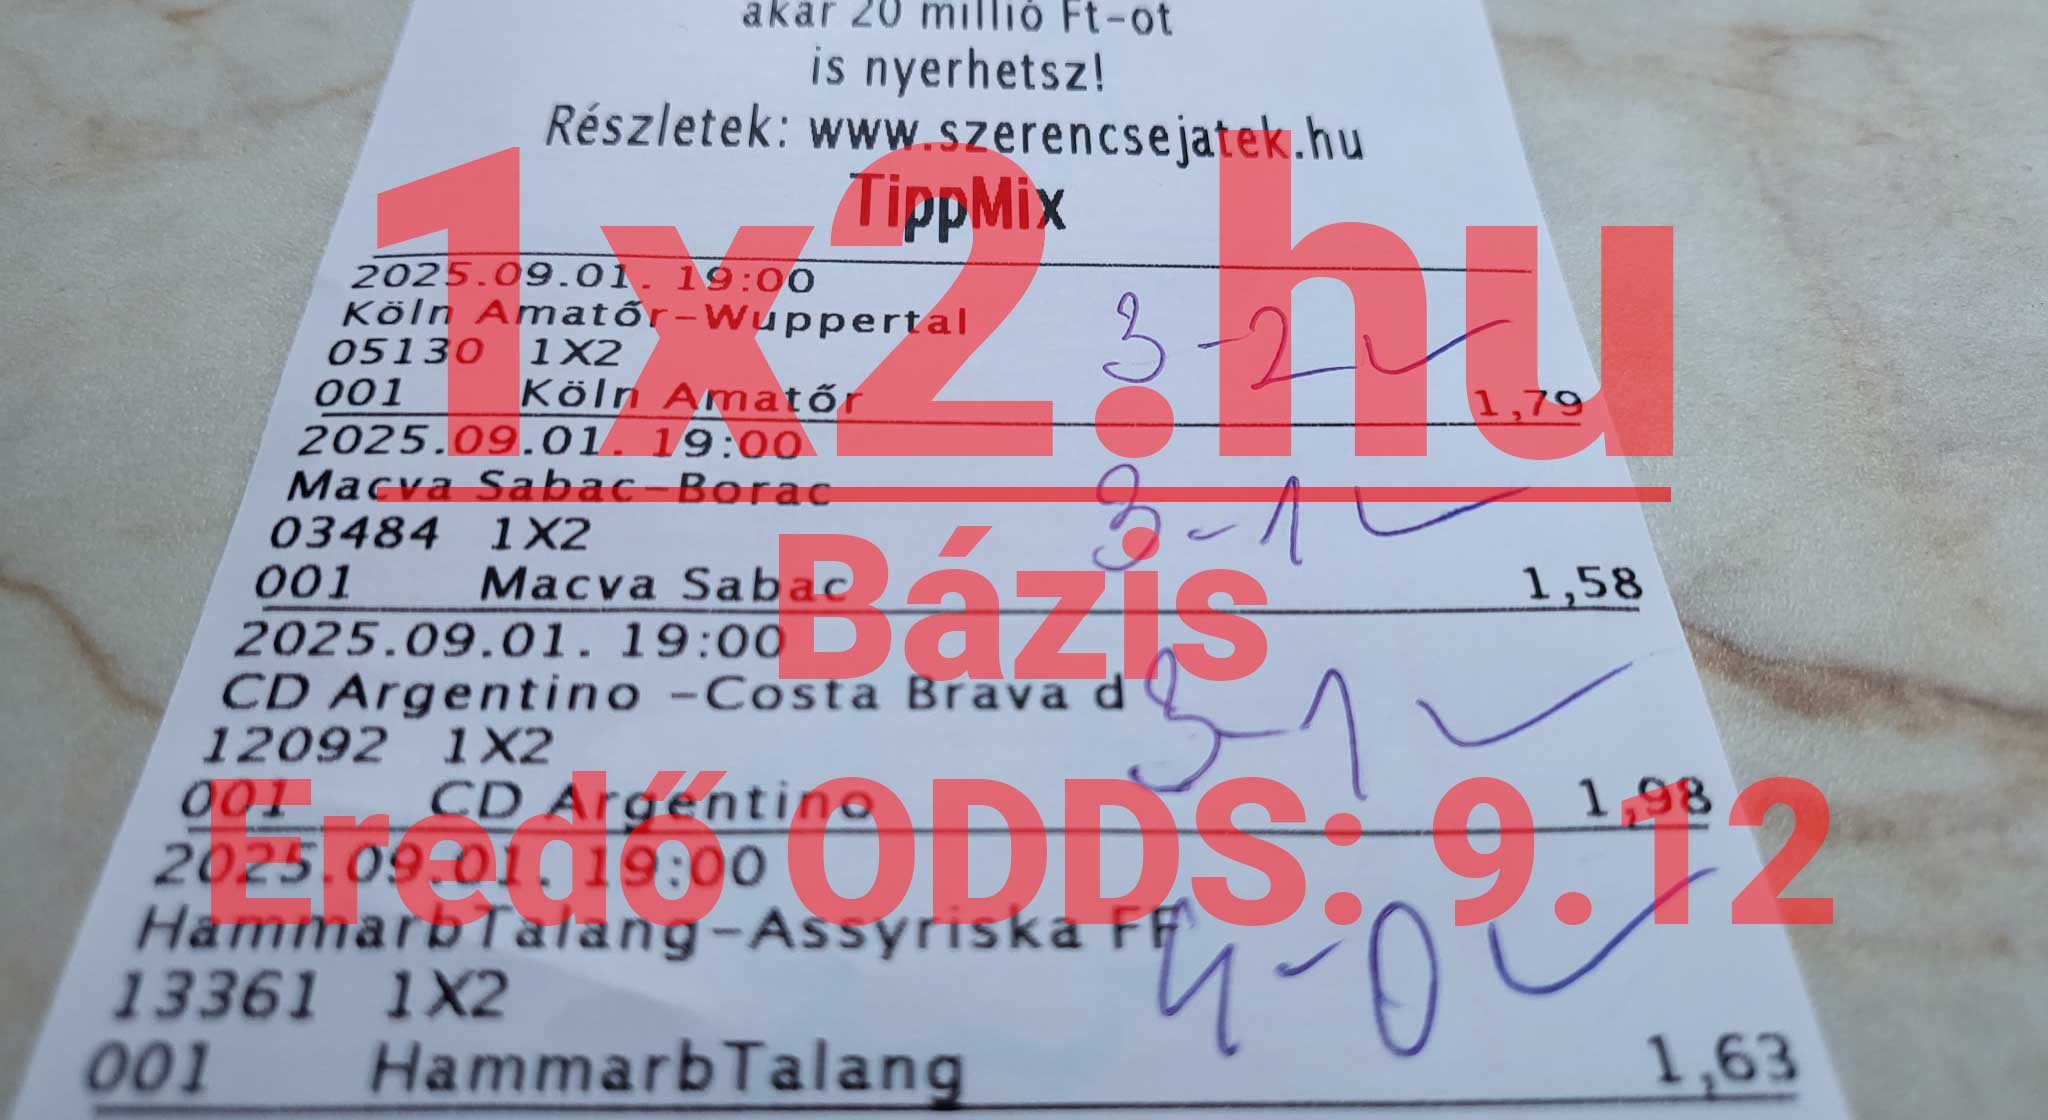 akár 20 millió Ft-ot
is nyerhetsz!
Részletek: www.szerencsejatek.hu
TippMix
2025.09.01. 19:00
Köln Amatőr-Wuppertal
05130 1X2
3-2
001 Köln Amatőr 1,79
2025.09.01. 19:00
Macva Sabac-Borac
03484 1X2
3-1
001 Macva Sabac 1,58
2025.09.01. 19:00
CD Argentino -Costa Brava d
12092 1X2
3-1
001 CD Argentino 1,98
2025.09.01. 19:00
HammarbTalang-Assyriska FF
13361 1X2
4-0
001 HammarbTalang 1,63
1x2.hu
Bázis
Eredő ODDS: 9.12